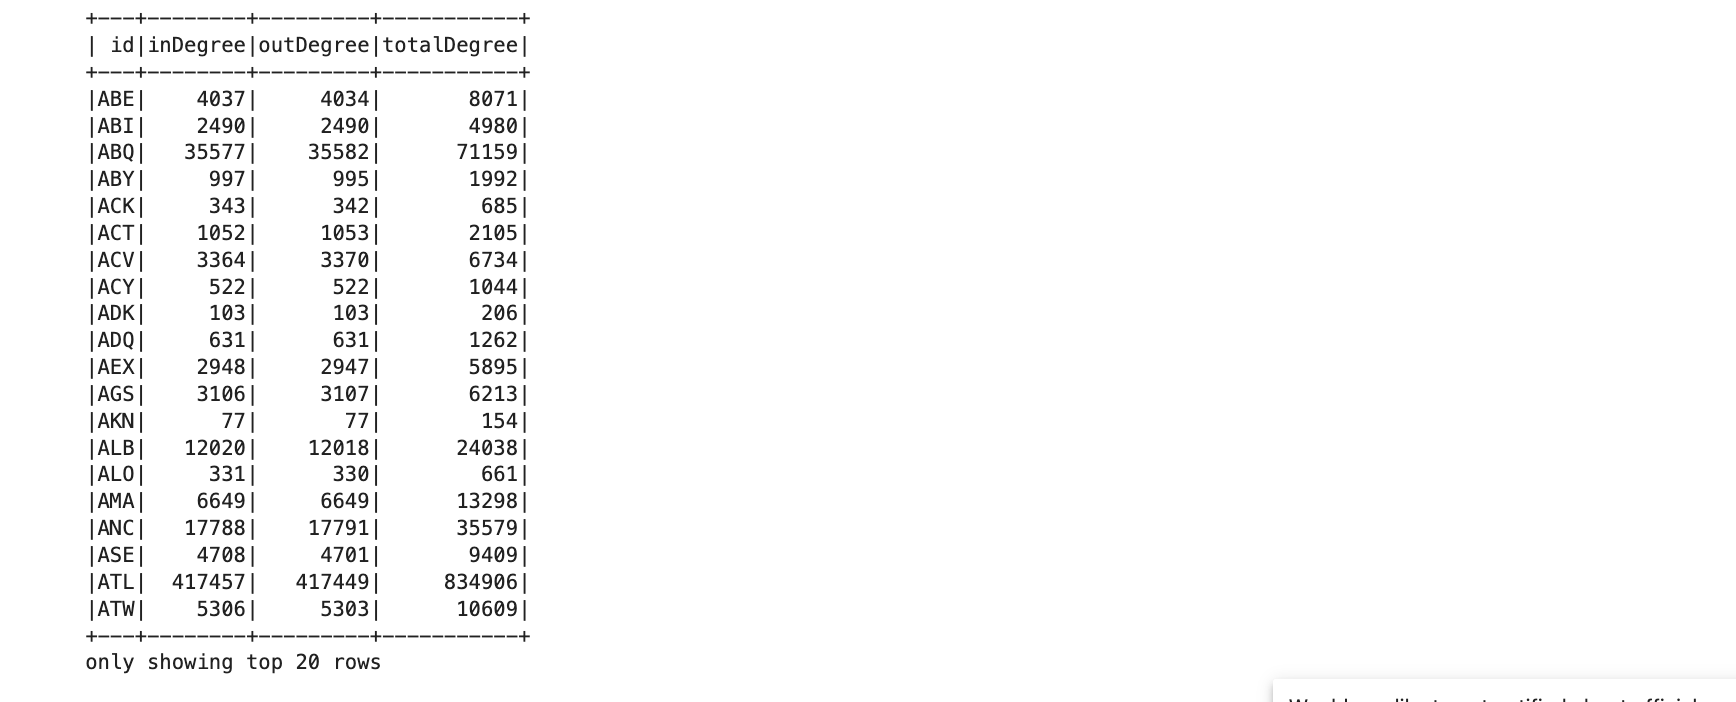 +---+--------+---------+-----------+
| id|inDegree|outDegree|totalDegree|
+---+--------+---------+-----------+
|ABE|    4037|     4034|       8071|
|ABI|    2490|     2490|       4980|
|ABQ|   35577|    35582|      71159|
|ABY|     997|      995|       1992|
|ACK|     343|      342|        685|
|ACT|    1052|     1053|       2105|
|ACV|    3364|     3370|       6734|
|ACY|     522|      522|       1044|
|ADK|     103|      103|        206|
|ADQ|     631|      631|       1262|
|AEX|    2948|     2947|       5895|
|AGS|    3106|     3107|       6213|
|AKN|      77|       77|        154|
|ALB|   12020|    12018|      24038|
|ALO|     331|      330|        661|
|AMA|    6649|     6649|      13298|
|ANC|   17788|    17791|      35579|
|ASE|    4708|     4701|       9409|
|ATL|  417457|   417449|     834906|
|ATW|    5306|     5303|      10609|
+---+--------+---------+-----------+
only showing top 20 rows